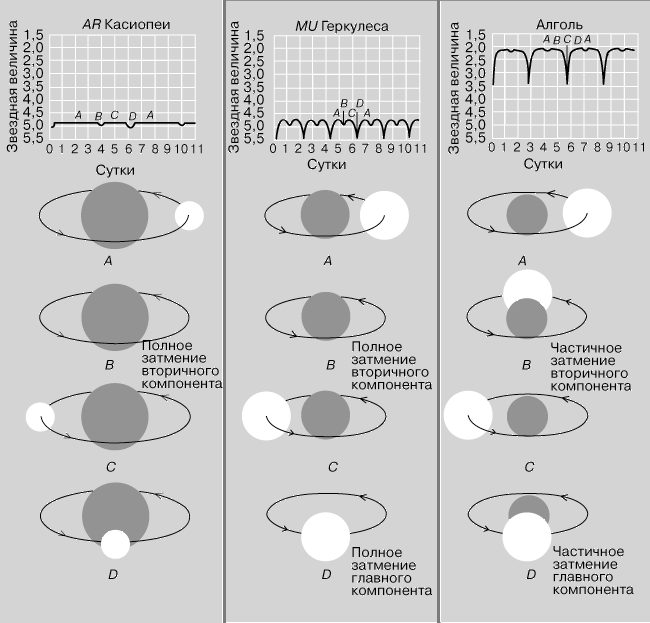 AR Касиопеи
Звездная величина
1,5
2,0
2,5
3,0
3,5
4,0
4,5
5,0
5,5
A B C D A
0 1 2 3 4 5 6 7 8 9 10 11
Сутки
A
B
Полное
затмение
вторичного
компонента
C
D
MU Геркулеса
Звездная величина
1,5
2,0
2,5
3,0
3,5
4,0
4,5
5,0
5,5
B D
A C A
0 1 2 3 4 5 6 7 8 9 10 11
Сутки
A
B
Полное
затмение
вторичного
компонента
C
D
Полное
затмение
главного
компонента
Алголь
Звездная величина
1,5
2,0
2,5
3,0
3,5
4,0
4,5
5,0
5,5
A B C D A
0 1 2 3 4 5 6 7 8 9 10 11
Сутки
A
B
Частичное
затмение
вторичного
компонента
C
D
Частичное
затмение
главного
компонента